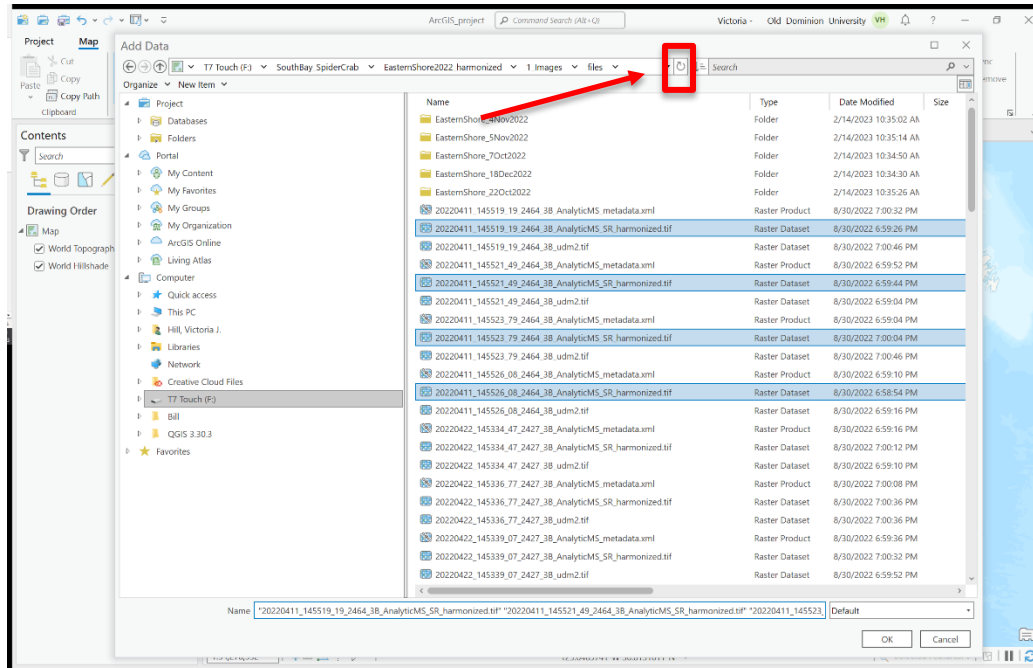 ArcGIS_project
Command Search (Alt+Q)
Victoria - Old Dominion University
VH
?
Project Map
Cut
Copy
Paste
Copy Path
Clipboard
Contents
Search
Drawing Order
Map
World Topograph
World Hillshade
Add Data
T7 Touch (F:) SouthBay SpiderCrab EasternShore2022 harmonized 1 Images files
Search
Organize New Item
Project
Databases
Folders
Portal
My Content
My Favorites
My Groups
My Organization
ArcGIS Online
Living Atlas
Computer
Quick access
This PC
Hill, Victoria J.
Libraries
Network
Creative Cloud Files
T7 Touch (F:)
Bill
QGIS 3.30.3
Favorites
Name Type Date Modified Size
EasternShore_4Nov2022 Folder 2/14/2023 10:35:02 AM
EasternShore_5Nov2022 Folder 2/14/2023 10:35:14 AM
EasternShore_7Oct2022 Folder 2/14/2023 10:34:50 AM
EasternShore_18Dec2022 Folder 2/14/2023 10:34:30 AM
EasternShore_22Oct2022 Folder 2/14/2023 10:35:26 AM
20220411_145519_19_2464_3B_AnalyticMS_metadata.xml Raster Product 8/30/2022 7:00:32 PM
20220411_145519_19_2464_3B_AnalyticMS_SR_harmonized.tif Raster Dataset 8/30/2022 6:59:26 PM
20220411_145519_19_2464_3B_udm2.tif Raster Dataset 8/30/2022 7:00:46 PM
20220411_145521_49_2464_3B_AnalyticMS_metadata.xml Raster Product 8/30/2022 6:59:52 PM
20220411_145521_49_2464_3B_AnalyticMS_SR_harmonized.tif Raster Dataset 8/30/2022 6:59:44 PM
20220411_145521_49_2464_3B_udm2.tif Raster Dataset 8/30/2022 6:59:04 PM
20220411_145523_79_2464_3B_AnalyticMS_metadata.xml Raster Product 8/30/2022 6:59:04 PM
20220411_145523_79_2464_3B_AnalyticMS_SR_harmonized.tif Raster Dataset 8/30/2022 7:00:04 PM
20220411_145523_79_2464_3B_udm2.tif Raster Dataset 8/30/2022 7:00:46 PM
20220411_145526_08_2464_3B_AnalyticMS_metadata.xml Raster Product 8/30/2022 6:59:10 PM
20220411_145526_08_2464_3B_AnalyticMS_SR_harmonized.tif Raster Dataset 8/30/2022 6:58:54 PM
20220411_145526_08_2464_3B_udm2.tif Raster Dataset 8/30/2022 6:59:16 PM
20220422_145334_47_2427_3B_AnalyticMS_metadata.xml Raster Product 8/30/2022 6:59:16 PM
20220422_145334_47_2427_3B_AnalyticMS_SR_harmonized.tif Raster Dataset 8/30/2022 7:00:12 PM
20220422_145334_47_2427_3B_udm2.tif Raster Dataset 8/30/2022 6:59:10 PM
20220422_145336_77_2427_3B_AnalyticMS_metadata.xml Raster Product 8/30/2022 7:00:08 PM
20220422_145336_77_2427_3B_AnalyticMS_SR_harmonized.tif Raster Dataset 8/30/2022 7:00:36 PM
20220422_145336_77_2427_3B_udm2.tif Raster Dataset 8/30/2022 7:00:36 PM
20220422_145339_07_2427_3B_AnalyticMS_metadata.xml Raster Product 8/30/2022 6:59:36 PM
20220422_145339_07_2427_3B_AnalyticMS_SR_harmonized.tif Raster Dataset 8/30/2022 7:00:32 PM
20220422_145339_07_2427_3B_udm2.tif Raster Dataset 8/30/2022 6:59:52 PM
Name "20220411_145519_19_2464_3B_AnalyticMS_SR_harmonized.tif" "20220411_145521_49_2464_3B_AnalyticMS_SR_harmonized.tif" "20220411_145523_ Default
OK Cancel